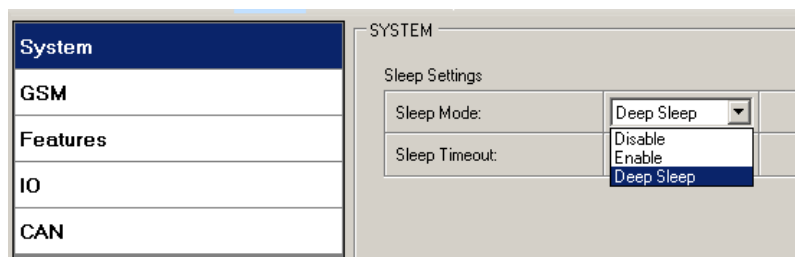 System
GSM
Features
IO
CAN
SYSTEM
Sleep Settings
Sleep Mode: Deep Sleep
Sleep Timeout:
Disable
Enable
Deep Sleep